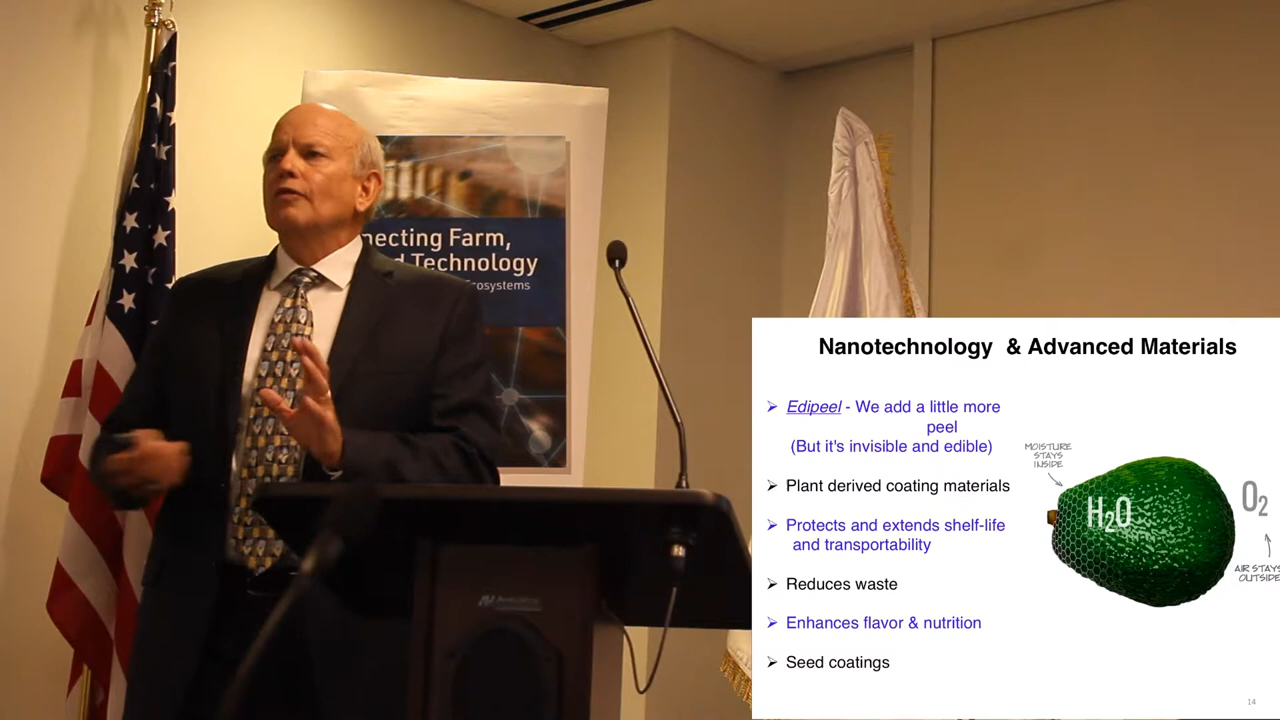 necting Farm,
d Technology
cosystems
Nanotechnology & Advanced Materials
Edipeel - We add a little more
peel
(But it's invisible and edible)
Plant derived coating materials
Protects and extends shelf-life
and transportability
Reduces waste
Enhances flavor & nutrition
Seed coatings
MOISTURE
STAYS
INSIDE
H₂O
O₂
AIR STAYS
OUTSIDE
14